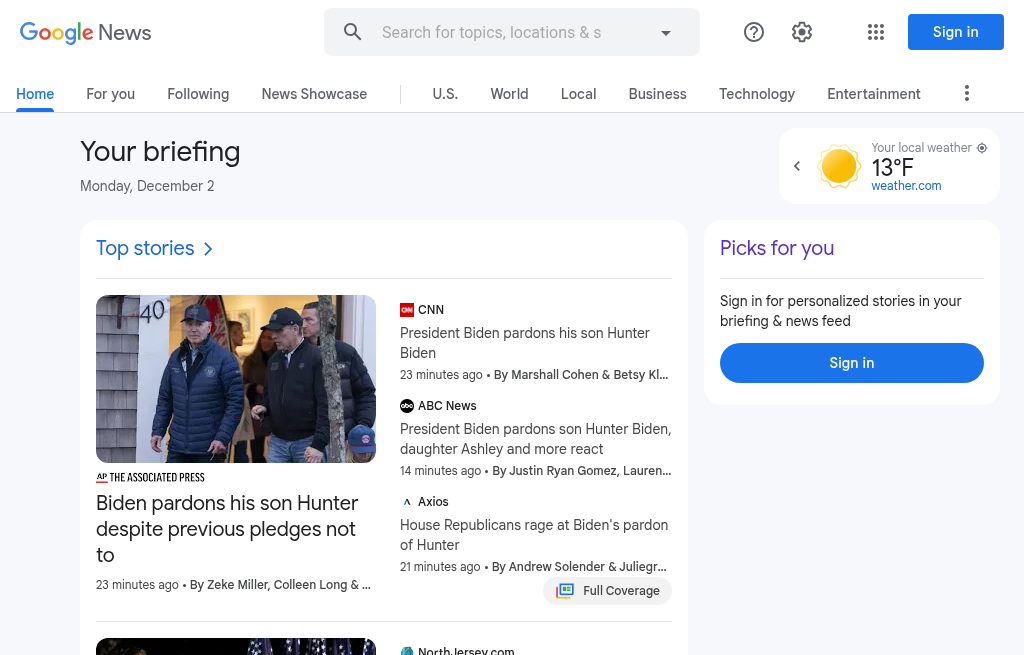 Google News
Search for topics, locations & s
Sign in
Home
For you
Following
News Showcase
U.S.
World
Local
Business
Technology
Entertainment
Your briefing
Monday, December 2
Your local weather
13°F
weather.com
Top stories
40
AP THE ASSOCIATED PRESS
Biden pardons his son Hunter
despite previous pledges not
to
23 minutes ago • By Zeke Miller, Colleen Long & ...
CNN
President Biden pardons his son Hunter
Biden
23 minutes ago • By Marshall Cohen & Betsy Kl...
abc ABC News
President Biden pardons son Hunter Biden,
daughter Ashley and more react
14 minutes ago • By Justin Ryan Gomez, Lauren...
Axios
House Republicans rage at Biden's pardon
of Hunter
21 minutes ago • By Andrew Solender & Juliegr...
Full Coverage
NorthJersey.com
Picks for you
Sign in for personalized stories in your
briefing & news feed
Sign in